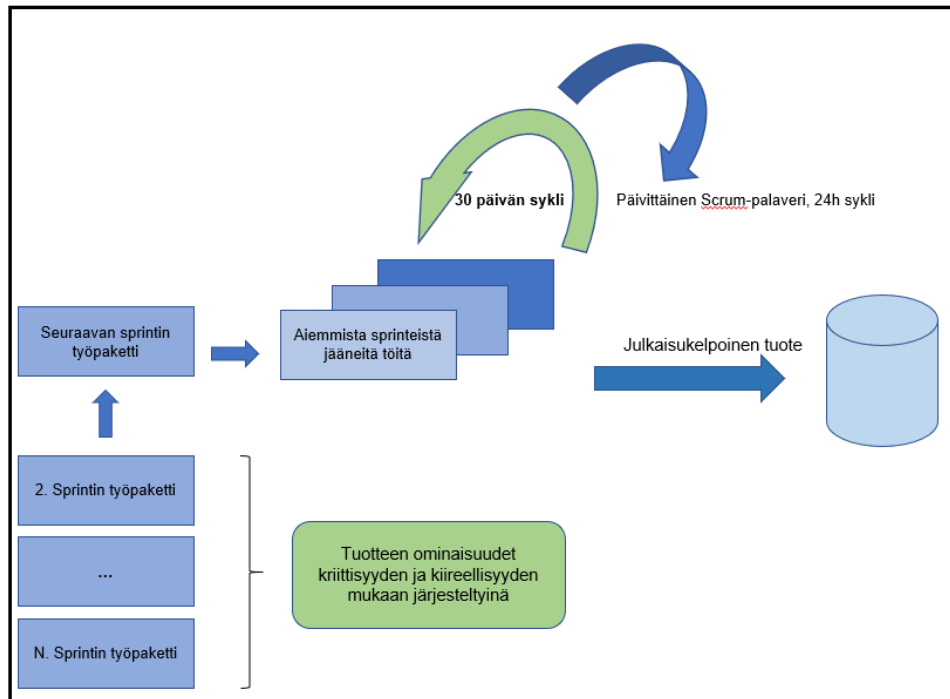 30 päivän sykli
Päivittäinen Scrum-palaveri, 24h sykli
Seuraavan sprintin
työpaketti
Aiemmista sprinteistä
jääneitä töitä
Julkaisukelpoinen tuote
2. Sprintin työpaketti
...
N. Sprintin työpaketti
Tuotteen ominaisuudet
kriittisyyden ja kiireellisyyden
mukaan järjesteltyinä